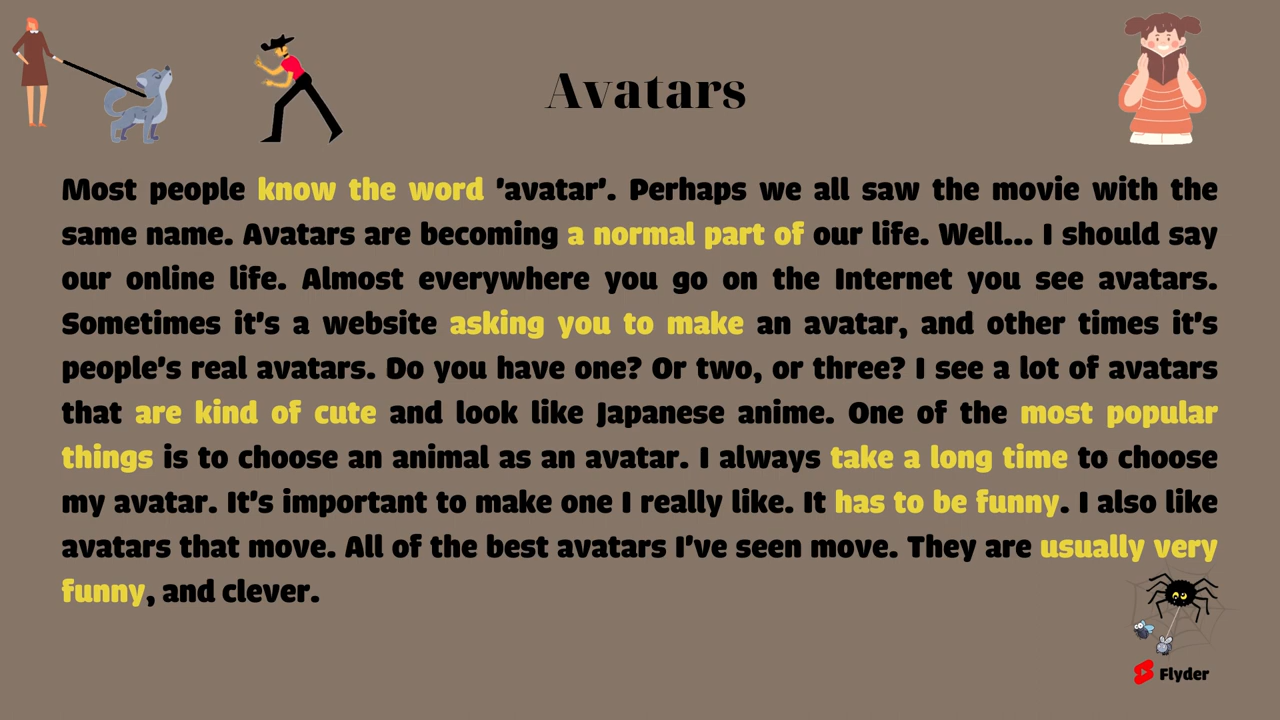 Avatars
Most people know the word 'avatar'. Perhaps we all saw the movie with the
same name. Avatars are becoming a normal part of our life. Well... I should say
our online life. Almost everywhere you go on the Internet you see avatars.
Sometimes it's a website asking you to make an avatar, and other times it's
people's real avatars. Do you have one? Or two, or three? I see a lot of avatars
that are kind of cute and look like Japanese anime. One of the most popular
things is to choose an animal as an avatar. I always take a long time to choose
my avatar. It's important to make one I really like. It has to be funny. I also like
avatars that move. All of the best avatars I've seen move. They are usually very
funny, and clever.
Flyder